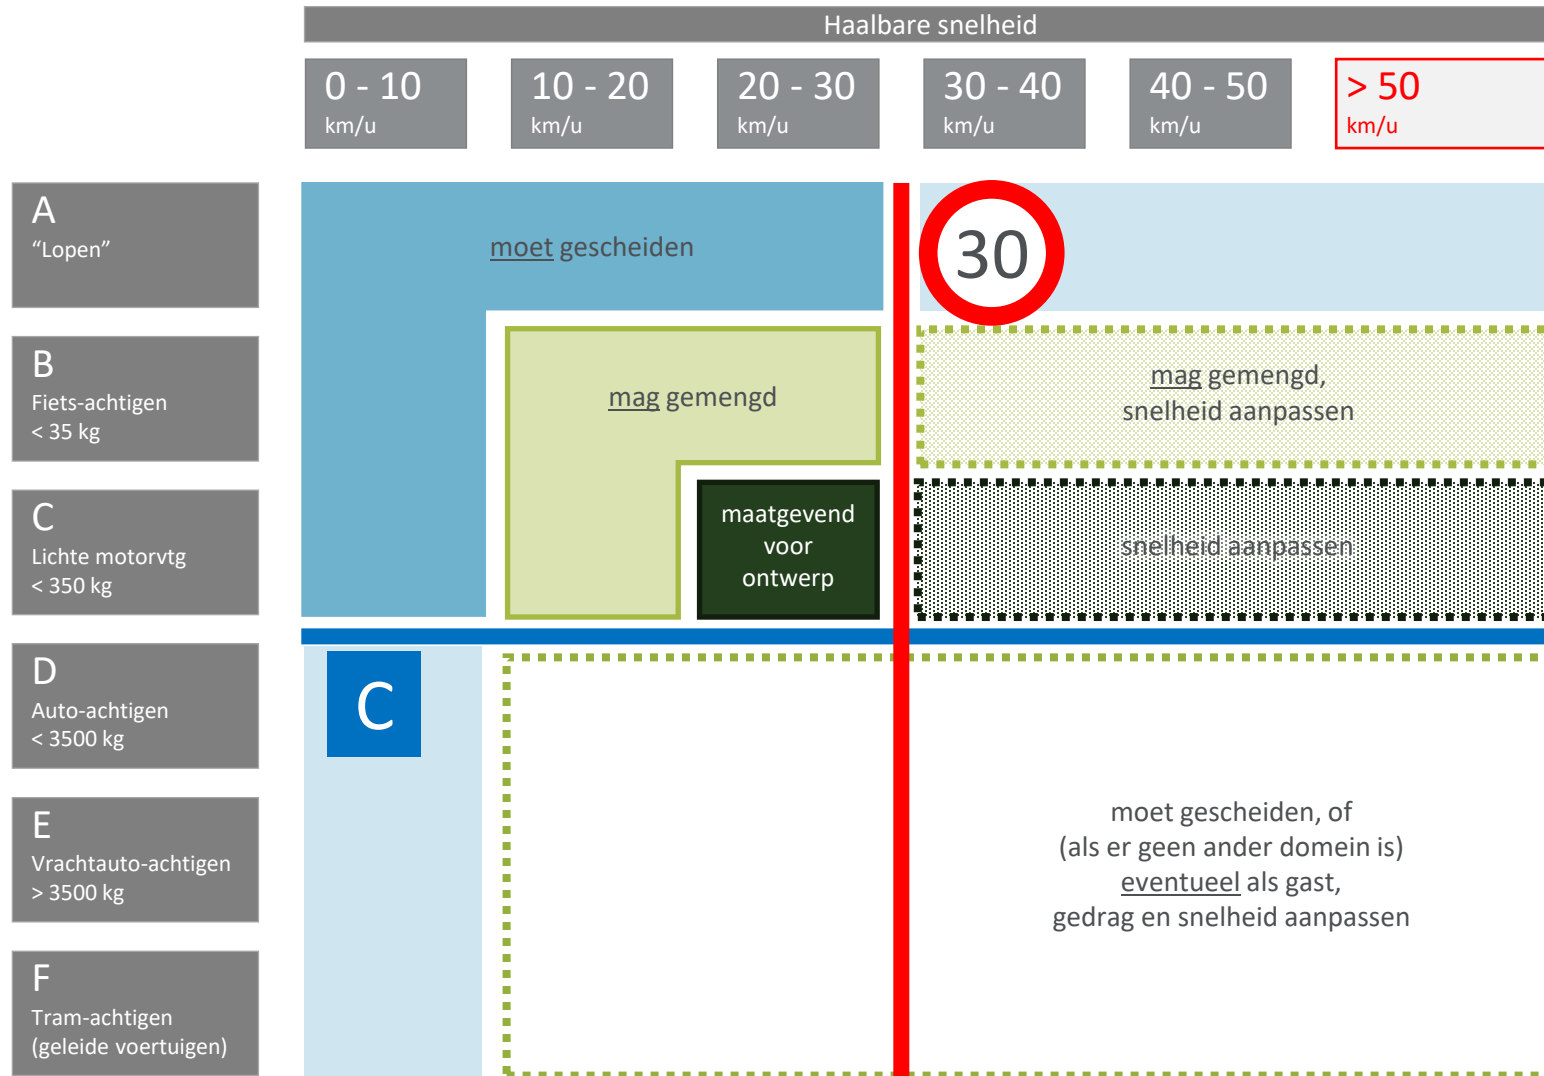 Haalbare snelheid
0 - 10
km/u
10 - 20
km/u
20 - 30
km/u
30 - 40
km/u
40 - 50
km/u
> 50
km/u
A
“Lopen”
moet gescheiden
30
B
Fiets-achtigen
< 35 kg
mag gemengd
mag gemengd,
snelheid aanpassen
C
Lichte motorvtg
< 350 kg
maatgevend
voor
ontwerp
snelheid aanpassen
D
Auto-achtigen
< 3500 kg
C
E
Vrachtauto-achtigen
> 3500 kg
moet gescheiden, of
(als er geen ander domein is)
eventueel als gast,
gedrag en snelheid aanpassen
F
Tram-achtigen
(geleide voertuigen)